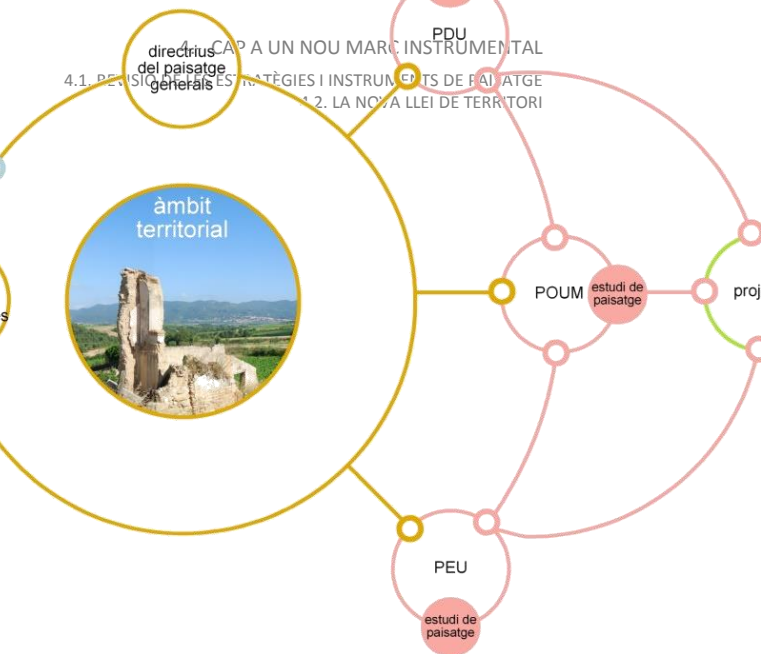 PDU
4. CAP A UN NOU MARC INSTRUMENTAL
4.1. REVISIÓ DE LES ESTRATÈGIES I INSTRUMENTS DE PAISATGE
4.2. LA NOVA LLEI DE TERRITORI
directrius
del paisatge
generals
àmbit
territorial
POUM
estudi de
paisatge
proj
s
PEU
estudi de
paisatge